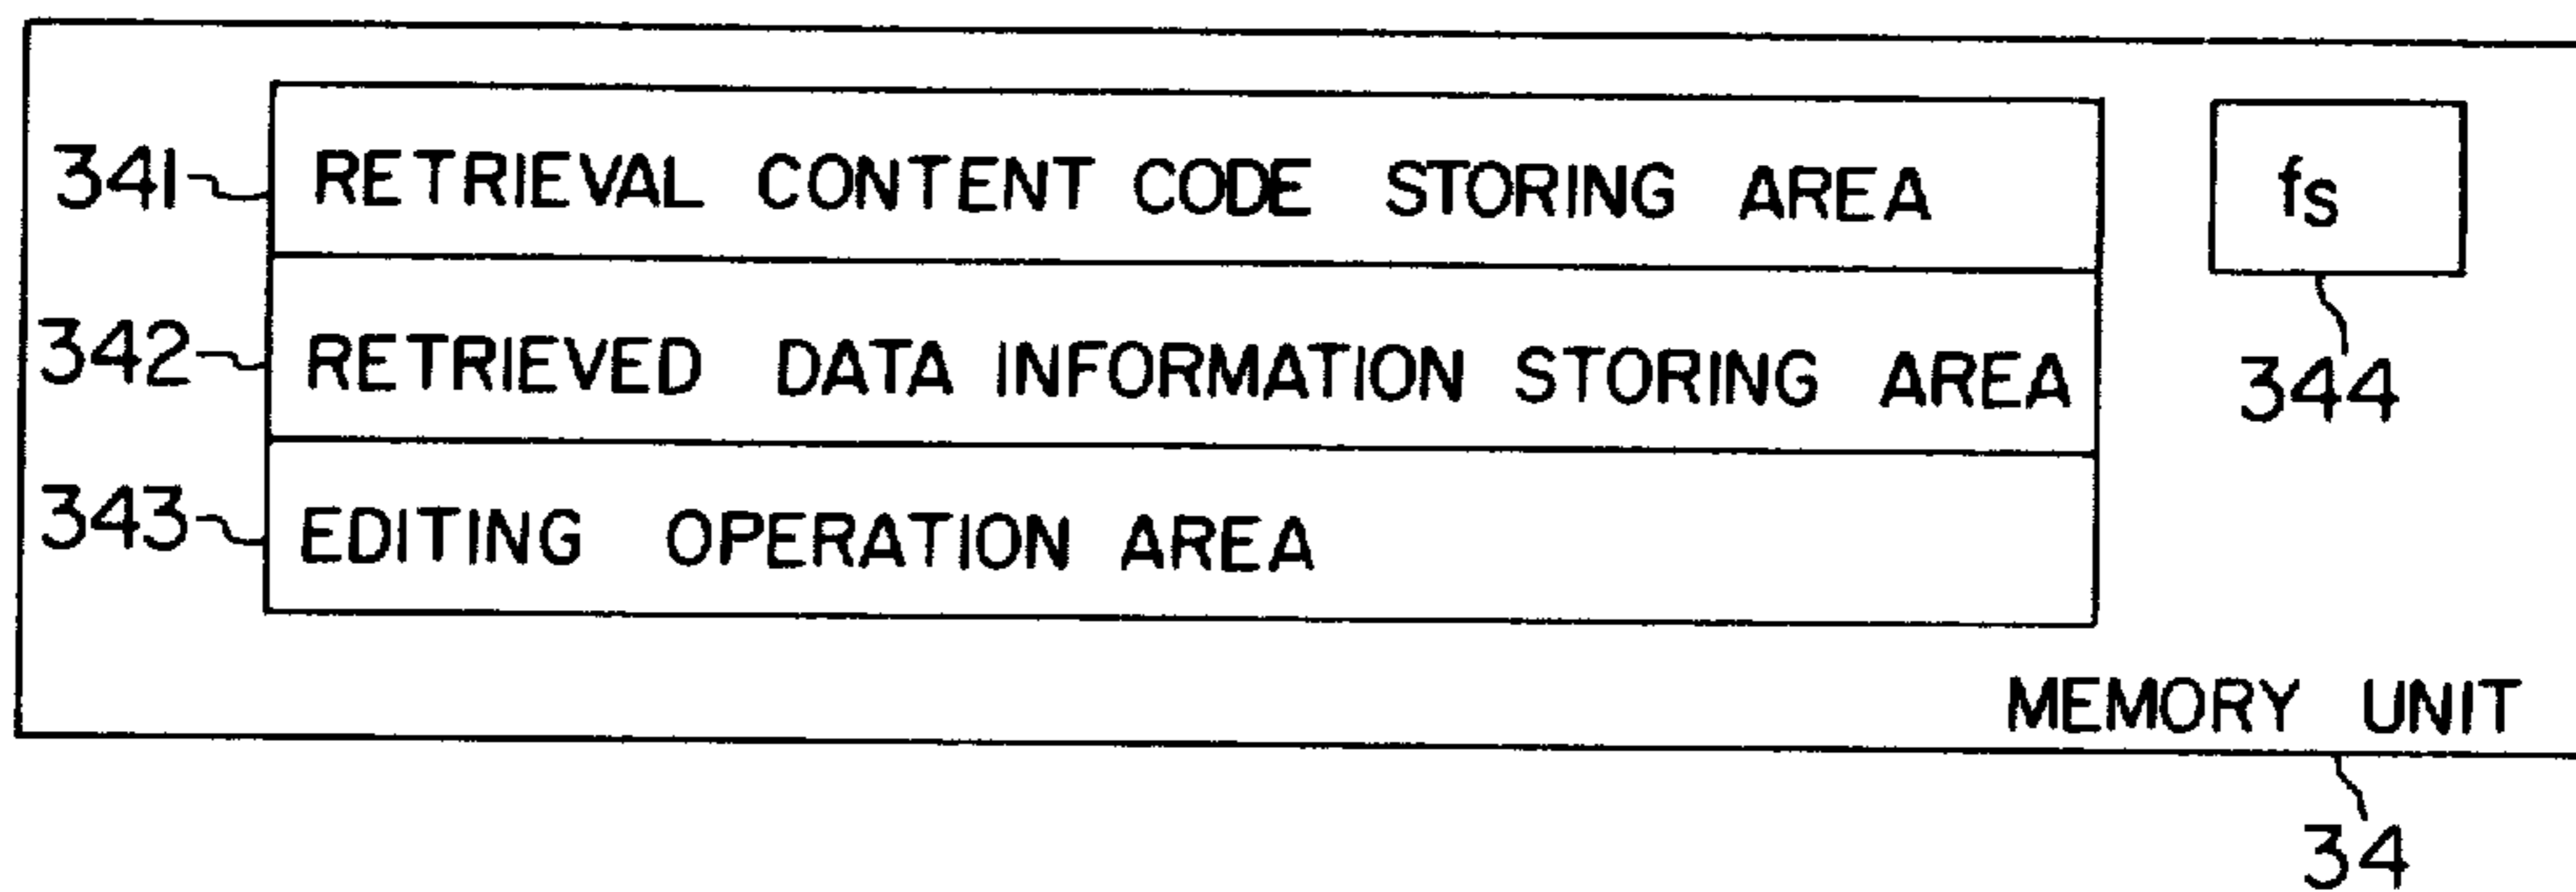 341 RETRIEVAL CONTENT CODE STORING AREA fs
342 RETRIEVED DATA INFORMATION STORING AREA 344
343 EDITING OPERATION AREA
MEMORY UNIT
34